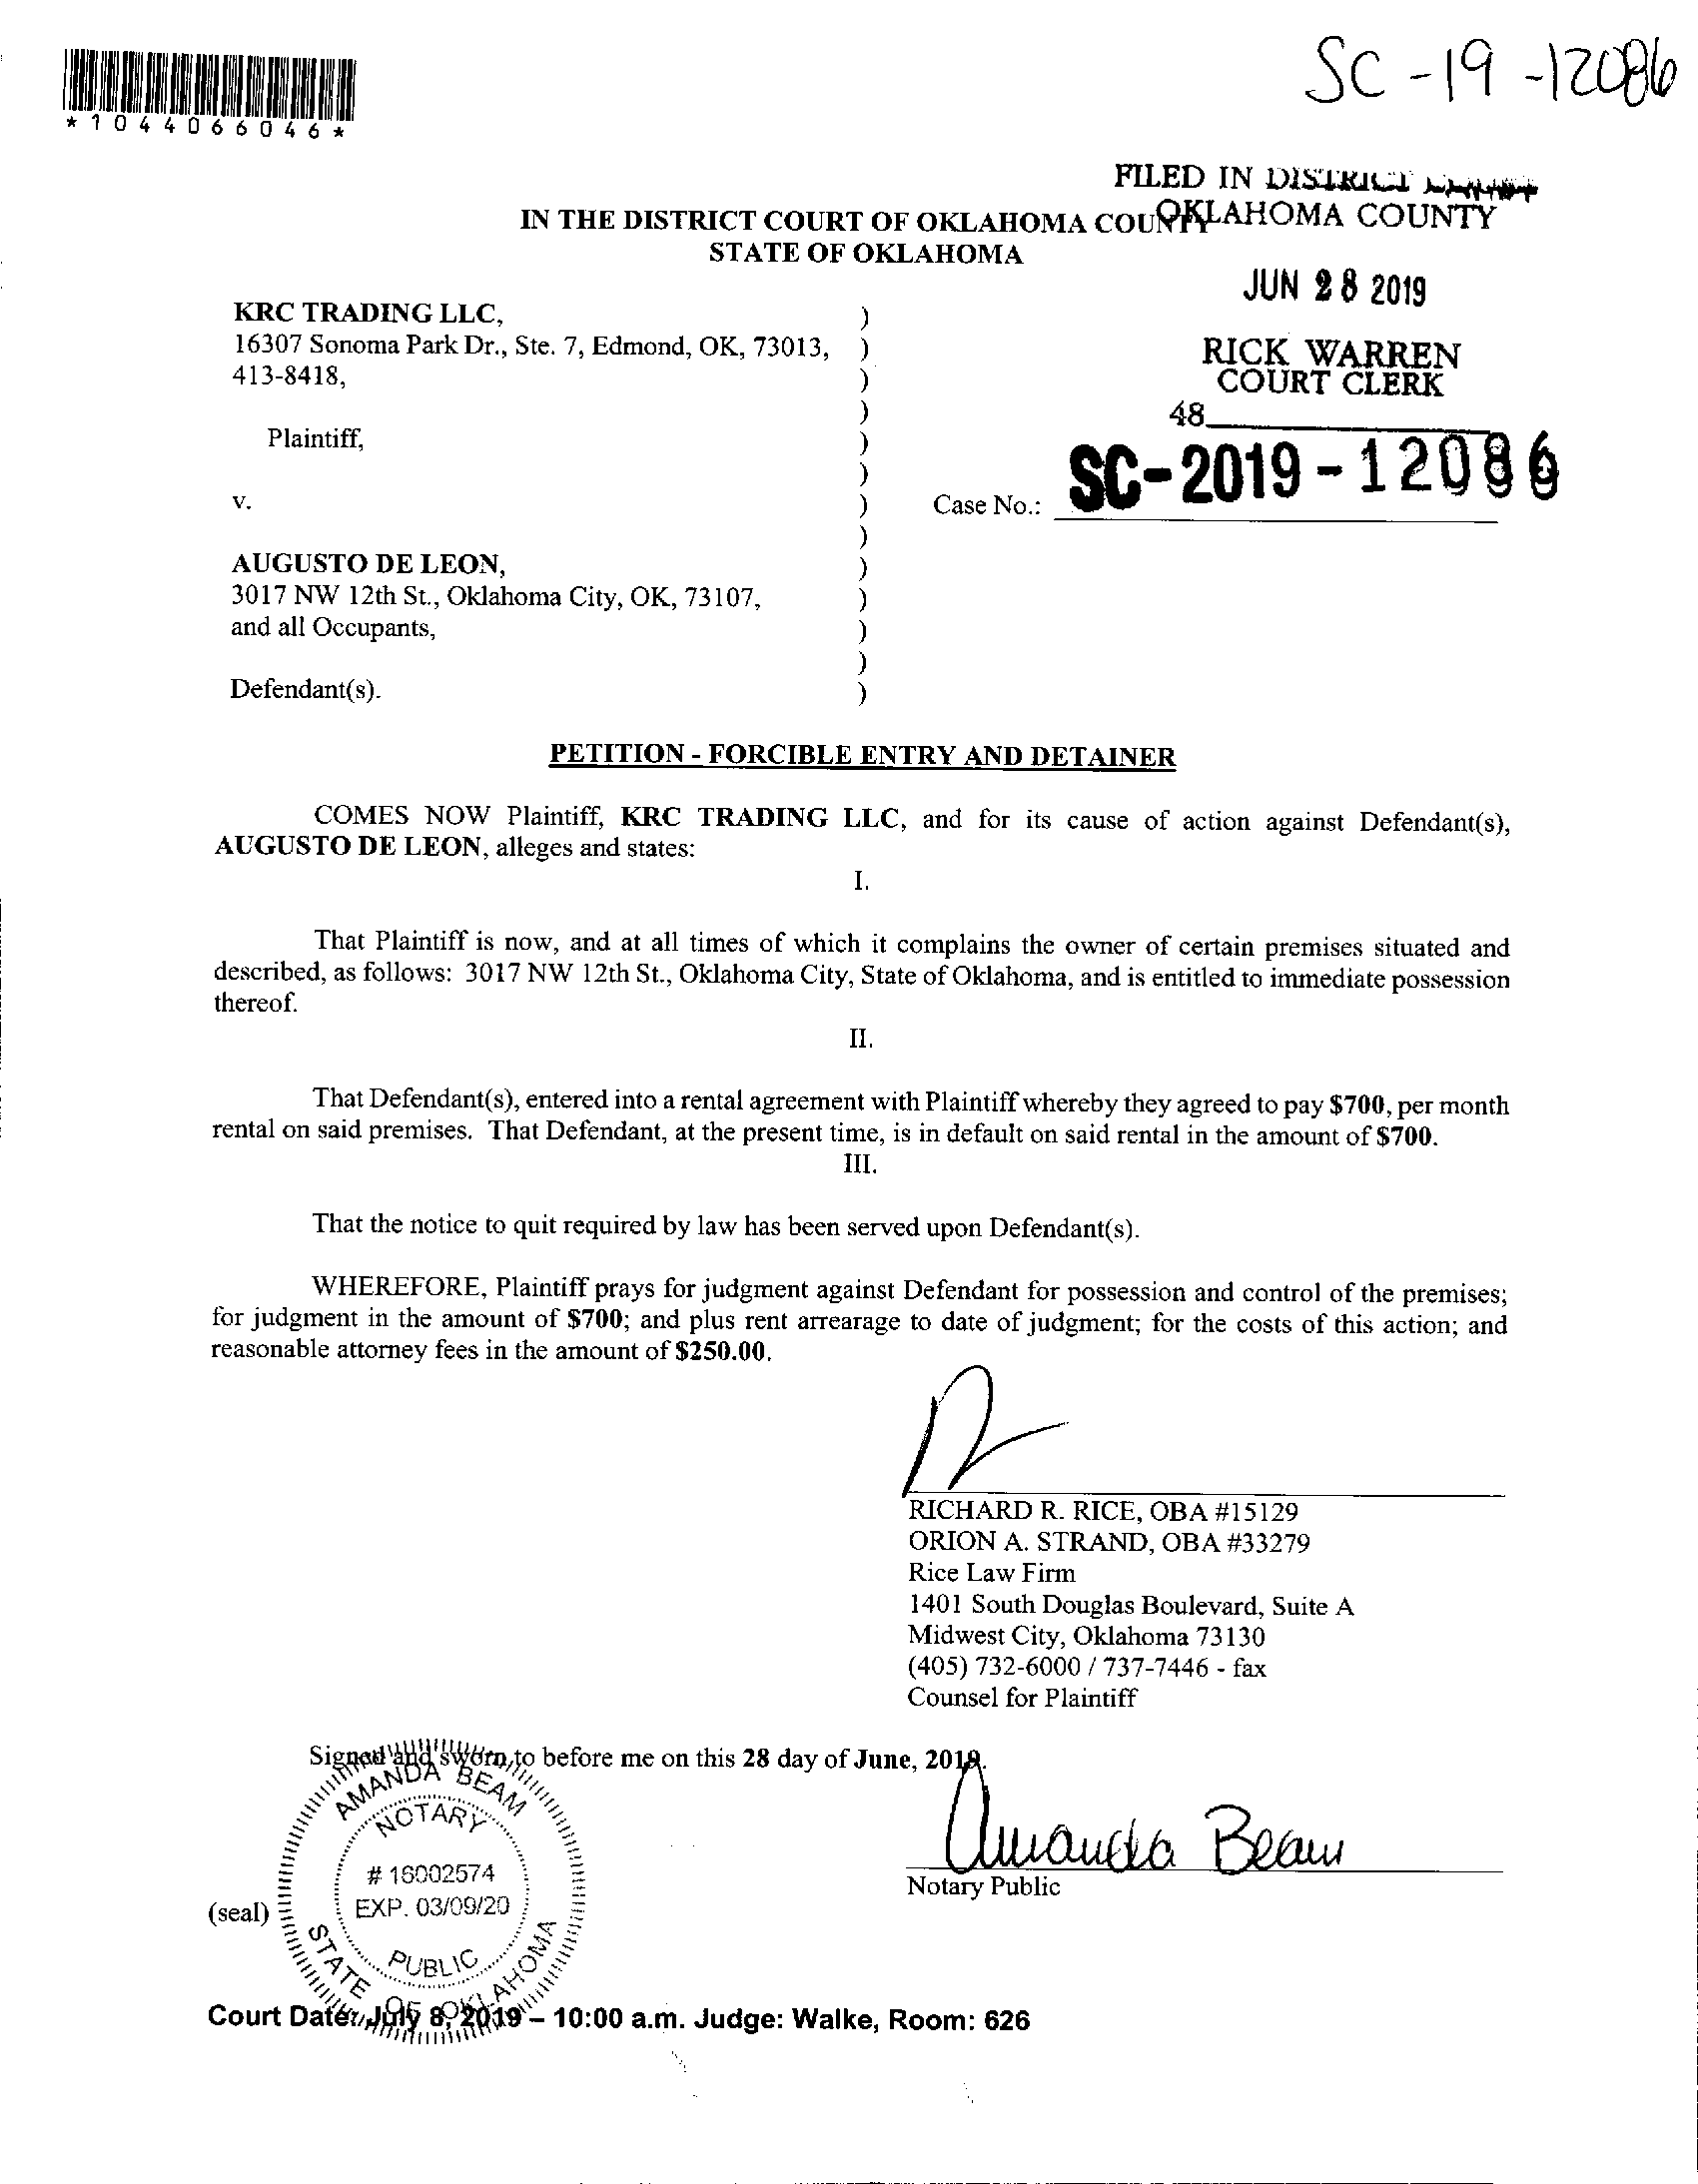 SC-19-12086
*1044066046*
FILED IN DISTRICT
OKLAHOMA COUNTY
IN THE DISTRICT COURT OF OKLAHOMA COUNTY
STATE OF OKLAHOMA
JUN 28 2019
RICK WARREN
COURT CLERK
48
KRC TRADING LLC,
16307 Sonoma Park Dr., Ste. 7, Edmond, OK, 73013,
413-8418,
Plaintiff,
v.
Case No.: SC-2019-12086
AUGUSTO DE LEON,
3017 NW 12th St., Oklahoma City, OK, 73107,
and all Occupants,
Defendant(s).
)
)
)
)
)
)
)
)
)
)
)
)
)
PETITION - FORCIBLE ENTRY AND DETAINER
COMES NOW Plaintiff, KRC TRADING LLC, and for its cause of action against Defendant(s),
AUGUSTO DE LEON, alleges and states:
I.
That Plaintiff is now, and at all times of which it complains the owner of certain premises situated and
described, as follows: 3017 NW 12th St., Oklahoma City, State of Oklahoma, and is entitled to immediate possession
thereof.
II.
That Defendant(s), entered into a rental agreement with Plaintiff whereby they agreed to pay $700, per month
rental on said premises. That Defendant, at the present time, is in default on said rental in the amount of $700.
III.
That the notice to quit required by law has been served upon Defendant(s).
WHEREFORE, Plaintiff prays for judgment against Defendant for possession and control of the premises;
for judgment in the amount of $700; and plus rent arrearage to date of judgment; for the costs of this action; and
reasonable attorney fees in the amount of $250.00.
RICHARD R. RICE, OBA #15129
ORION A. STRAND, OBA #33279
Rice Law Firm
1401 South Douglas Boulevard, Suite A
Midwest City, Oklahoma 73130
(405) 732-6000 / 737-7446 - fax
Counsel for Plaintiff
Signed and sworn to before me on this 28 day of June, 2019.
Amanda Beam
Notary Public
AMANDA BEAM
NOTARY
# 16002574
EXP. 03/09/20
PUBLIC
STATE OF OKLAHOMA
(seal)
Court Date: July 8, 2019 – 10:00 a.m. Judge: Walke, Room: 626